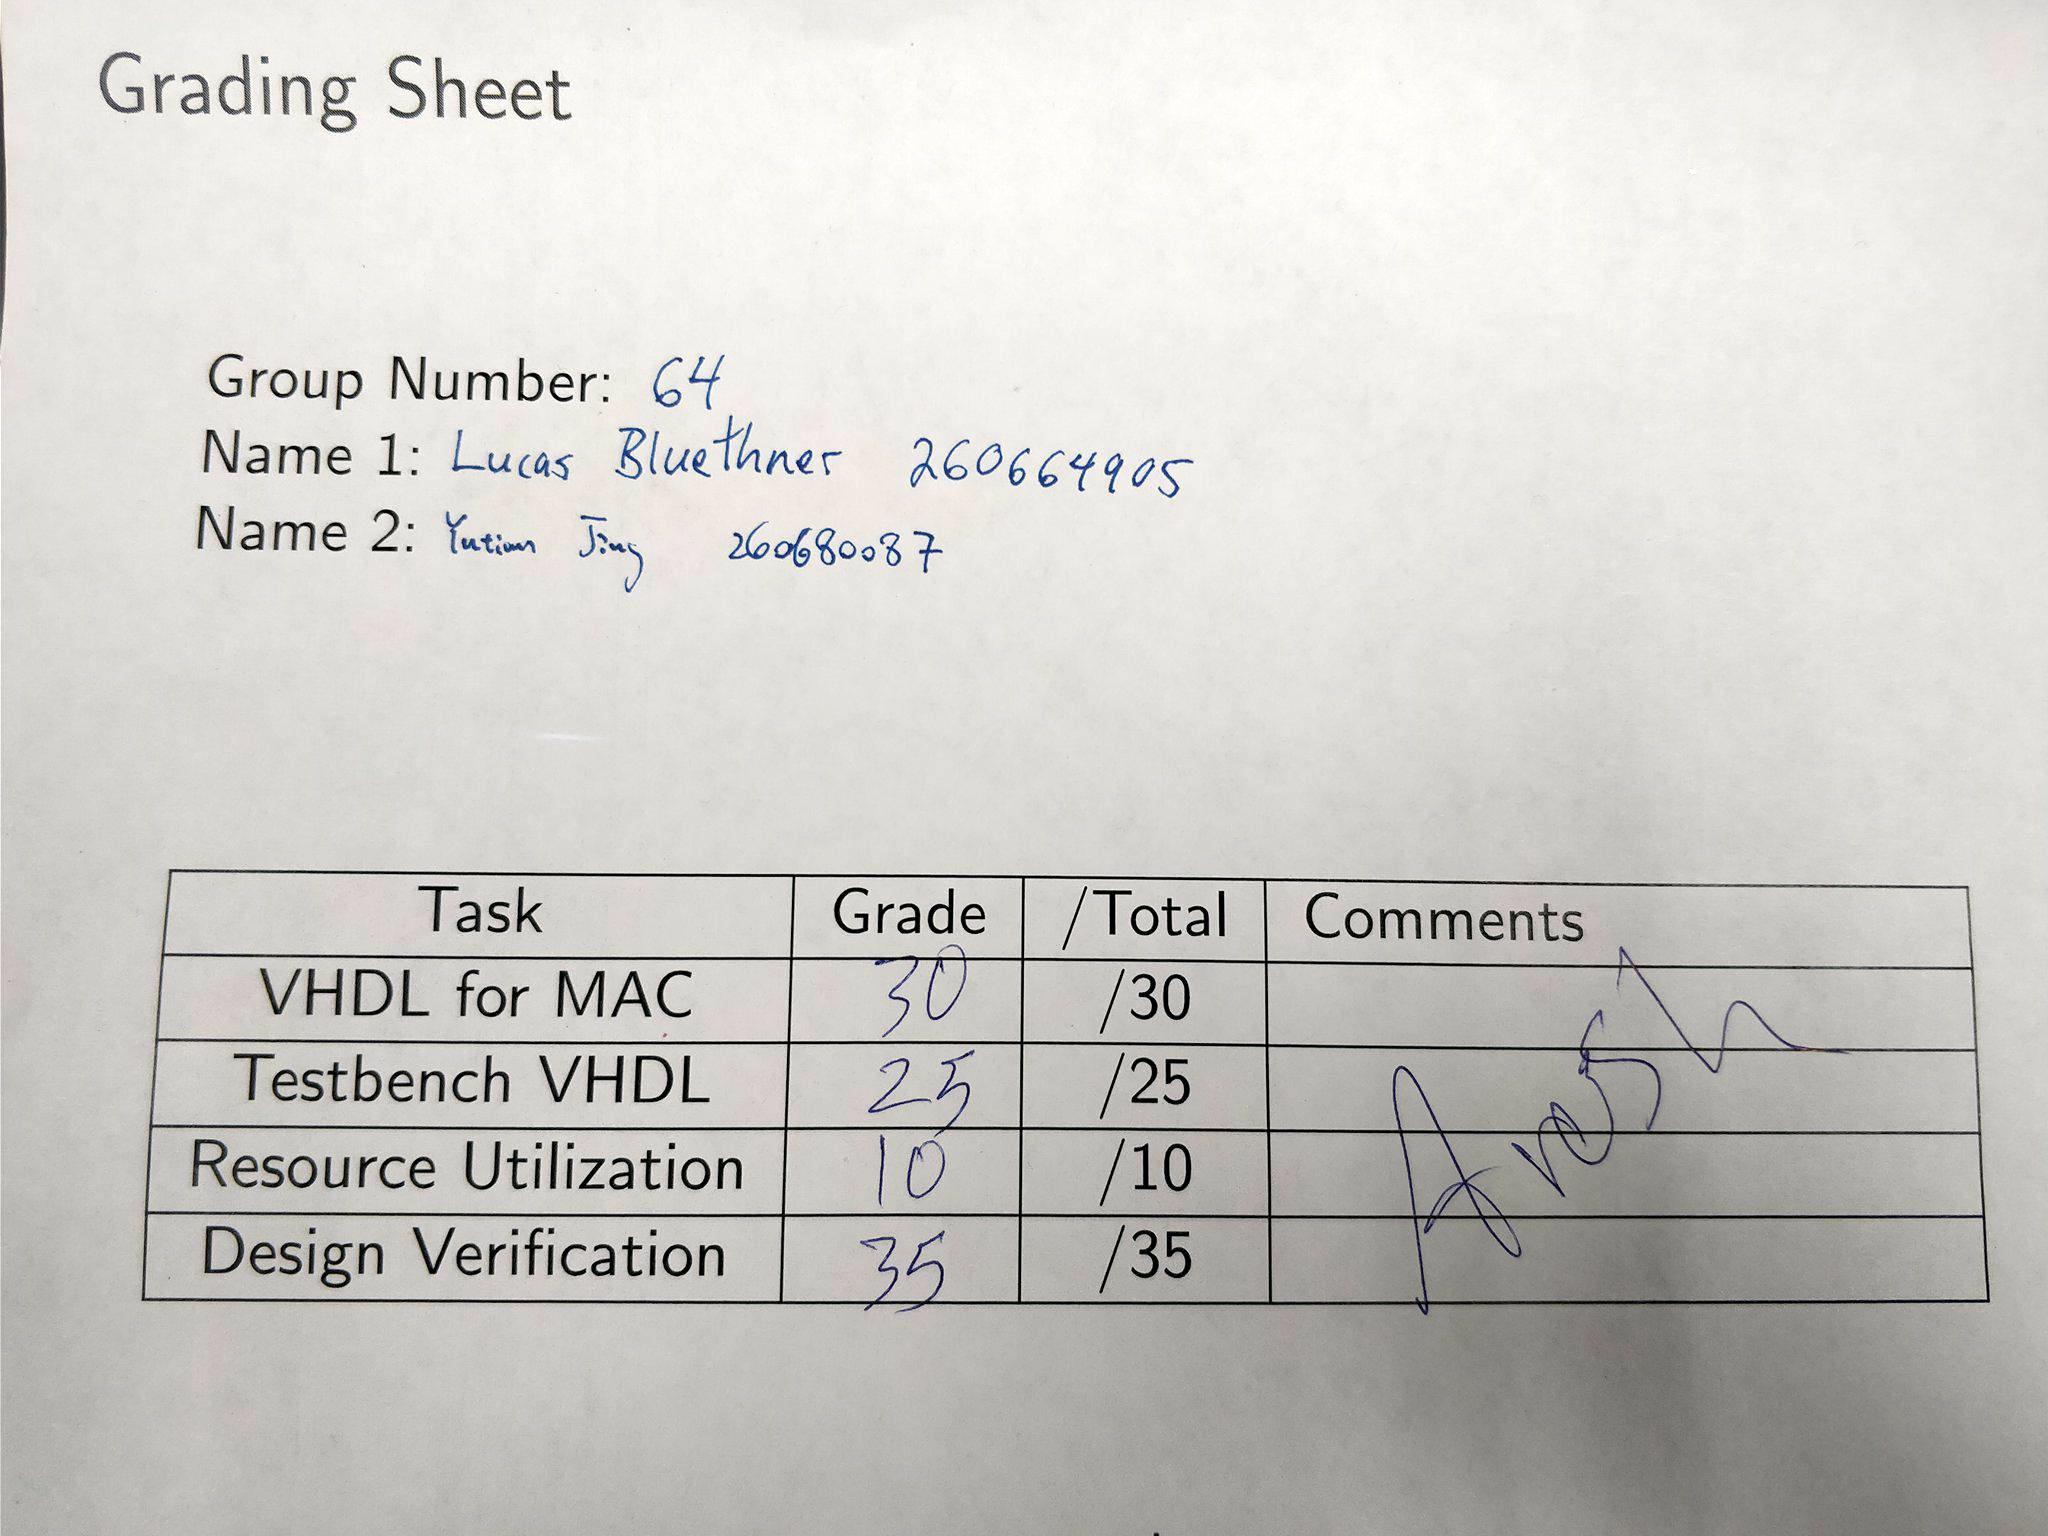 Grading Sheet
Group Number: 64
Name 1: Lucas Bluethner 260664905
Name 2: Yutian Jing 260680087
Task Grade /Total Comments
VHDL for MAC 30 /30
Testbench VHDL 25 /25
Resource Utilization 10 /10
Design Verification 35 /35
Arash